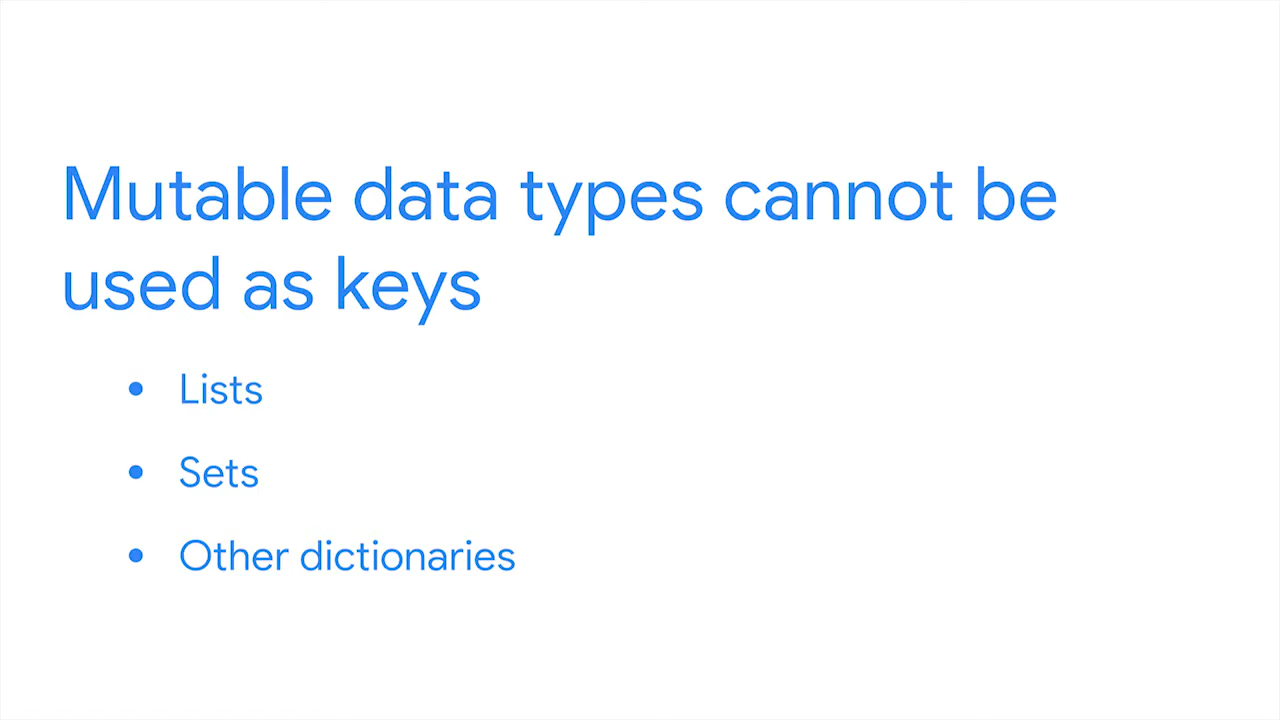 Mutable data types cannot be
used as keys
• Lists
• Sets
• Other dictionaries